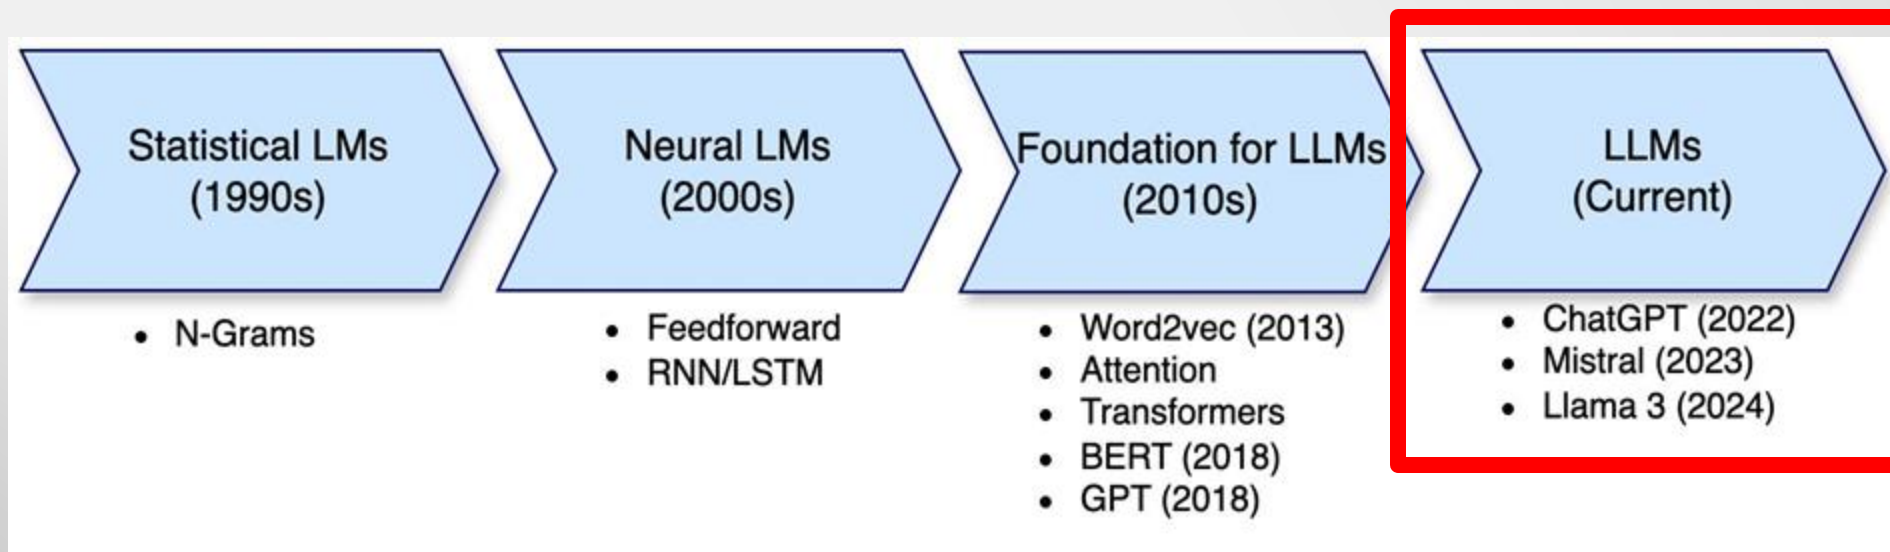 Statistical LMs
(1990s)
• N-Grams
Neural LMs
(2000s)
• Feedforward
• RNN/LSTM
Foundation for LLMs
(2010s)
• Word2vec (2013)
• Attention
• Transformers
• BERT (2018)
• GPT (2018)
LLMs
(Current)
• ChatGPT (2022)
• Mistral (2023)
• Llama 3 (2024)